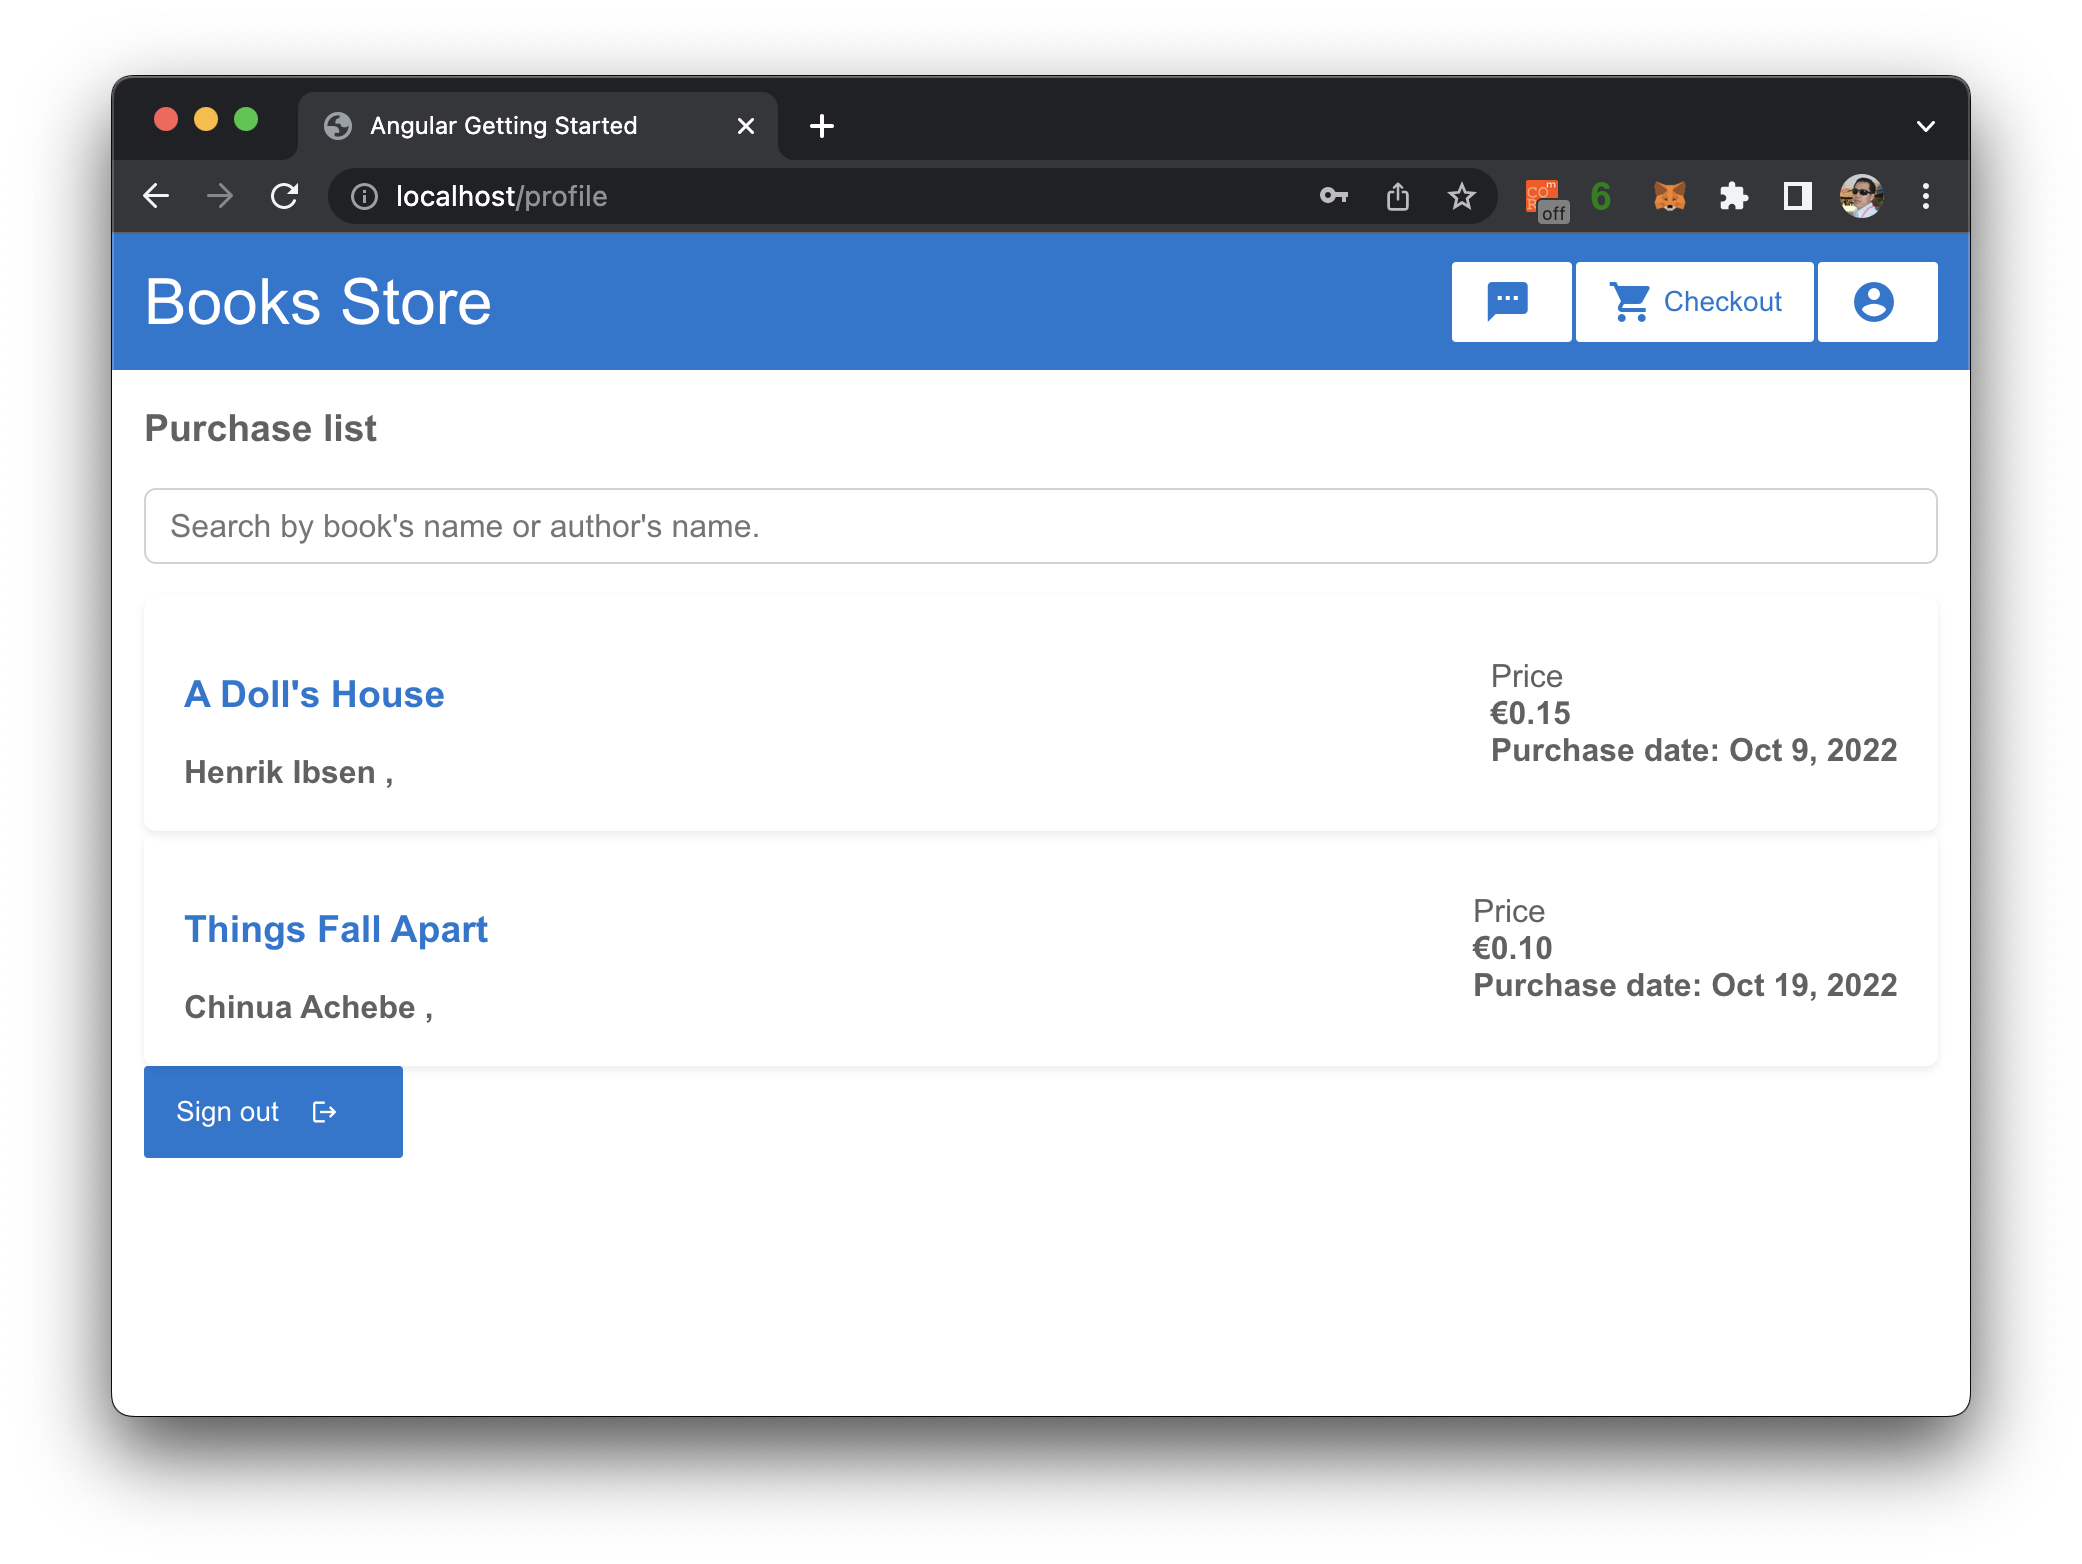 Angular Getting Started
localhost/profile
COm
R
off
6
Books Store
Checkout
Purchase list
Search by book's name or author's name.
A Doll's House
Henrik Ibsen ,
Price
€0.15
Purchase date: Oct 9, 2022
Things Fall Apart
Chinua Achebe ,
Price
€0.10
Purchase date: Oct 19, 2022
Sign out